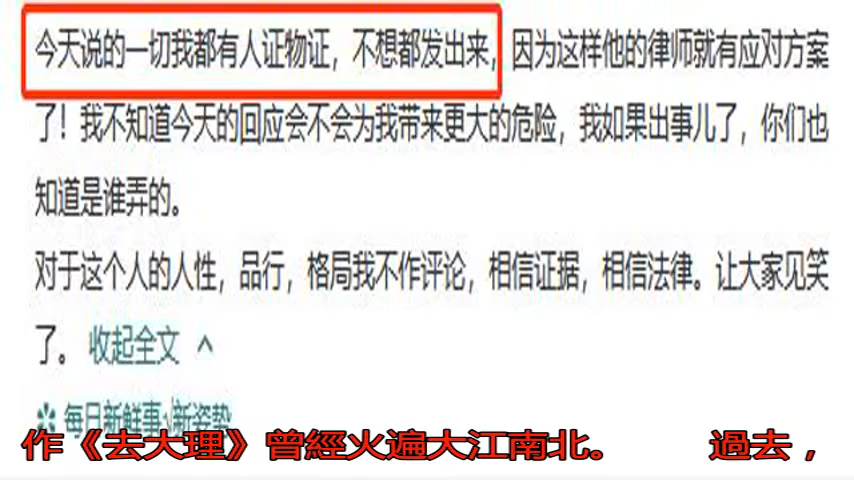 今天说的一切我都有人证物证，不想都发出来，因为这样他的律师就有应对方案
了！我不知道今天的回应会不会为我带来更大的危险，我如果出事儿了，你们也
知道是谁弄的。
对于这个人的人性，品行，格局我不作评论，相信证据，相信法律。让大家见笑
了。 收起全文 ^
每日新鲜事、新姿势
作《去大理》曾經火遍大江南北。 過去，